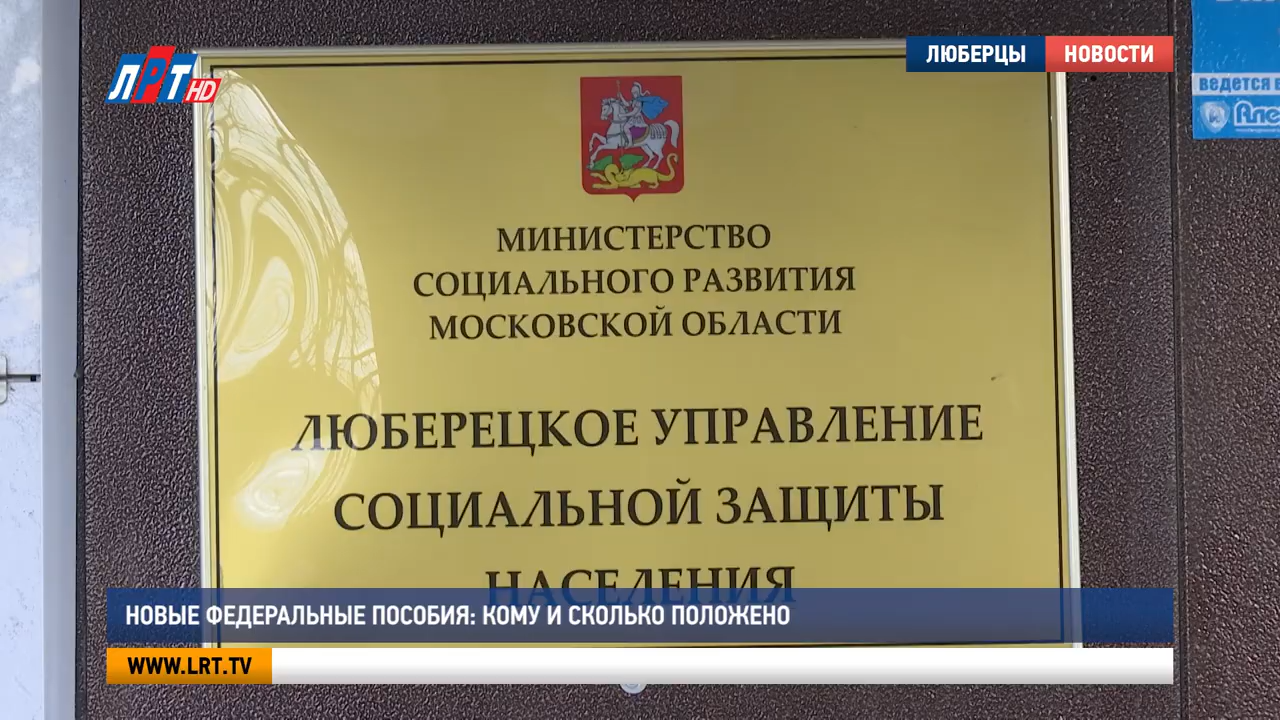 ЛРТ HD
ЛЮБЕРЦЫ НОВОСТИ
ведется в
МИНИСТЕРСТВО
СОЦИАЛЬНОГО РАЗВИТИЯ
МОСКОВСКОЙ ОБЛАСТИ
ЛЮБЕРЕЦКОЕ УПРАВЛЕНИЕ
СОЦИАЛЬНОЙ ЗАЩИТЫ
НАСЕЛЕНИЯ
НОВЫЕ ФЕДЕРАЛЬНЫЕ ПОСОБИЯ: КОМУ И СКОЛЬКО ПОЛОЖЕНО
WWW.LRT.TV